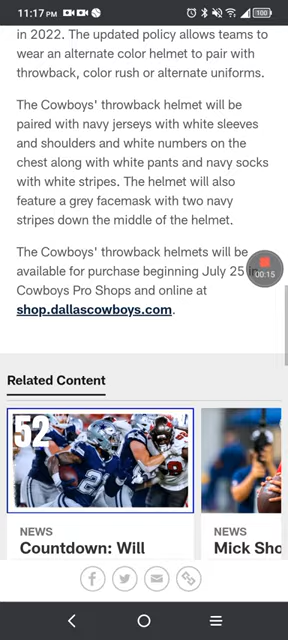 11:17 PM
100
in 2022. The updated policy allows teams to
wear an alternate color helmet to pair with
throwback, color rush or alternate uniforms.
The Cowboys' throwback helmet will be
paired with navy jerseys with white sleeves
and shoulders and white numbers on the
chest along with white pants and navy socks
with white stripes. The helmet will also
feature a grey facemask with two navy
stripes down the middle of the helmet.
The Cowboys' throwback helmets will be
available for purchase beginning July 25
00:15
Cowboys Pro Shops and online at
shop.dallascowboys.com.
Related Content
52
NEWS
Countdown: Will
NEWS
Mick Sho